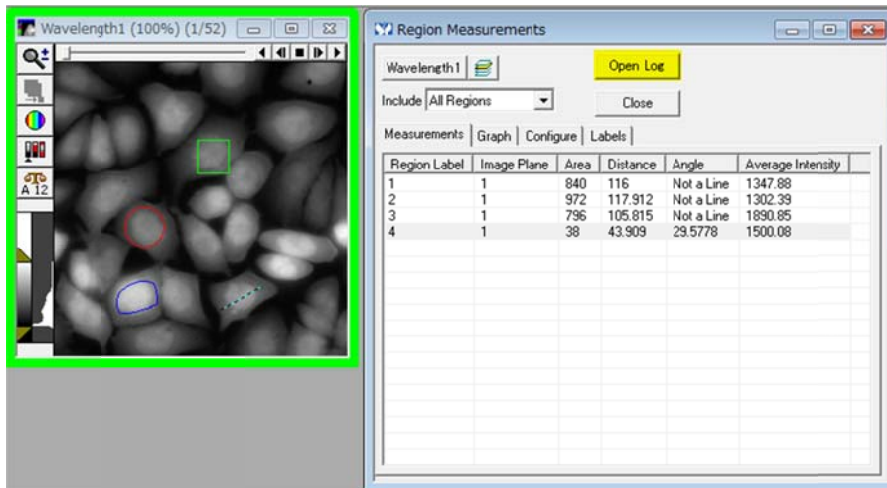 Wavelength1 (100%) (1/52)
A 12
Region Measurements
Wavelength1
Open Log
Include All Regions
Close
Measurements Graph Configure Labels
Region Label Image Plane Area Distance Angle Average Intensity
1 1 840 116 Not a Line 1347.88
2 1 972 117.912 Not a Line 1302.39
3 1 796 105.815 Not a Line 1890.85
4 1 38 43.909 29.5778 1500.08